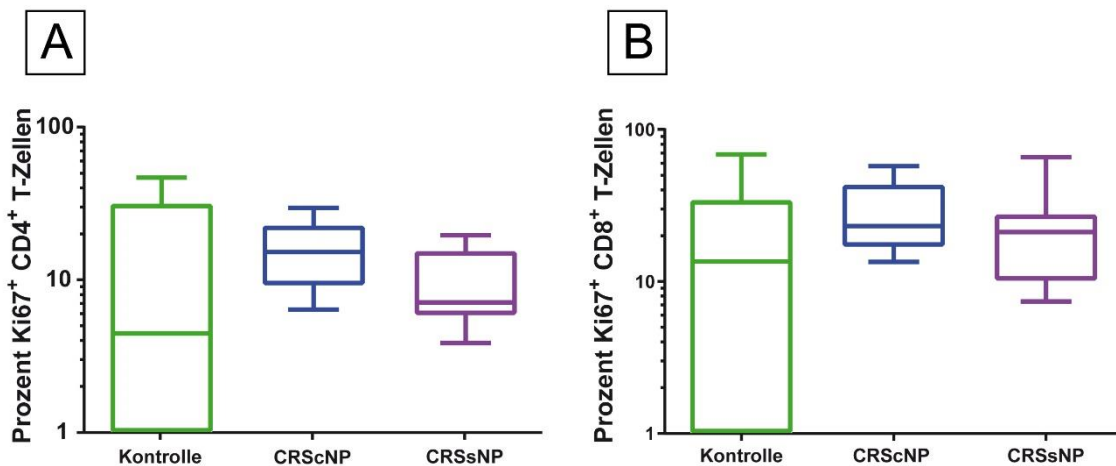 A
Prozent Ki67+ CD4+ T-Zellen
100
10
1
Kontrolle
CRScNP
CRSsNP
B
Prozent Ki67+ CD8+ T-Zellen
100
10
1
Kontrolle
CRScNP
CRSsNP